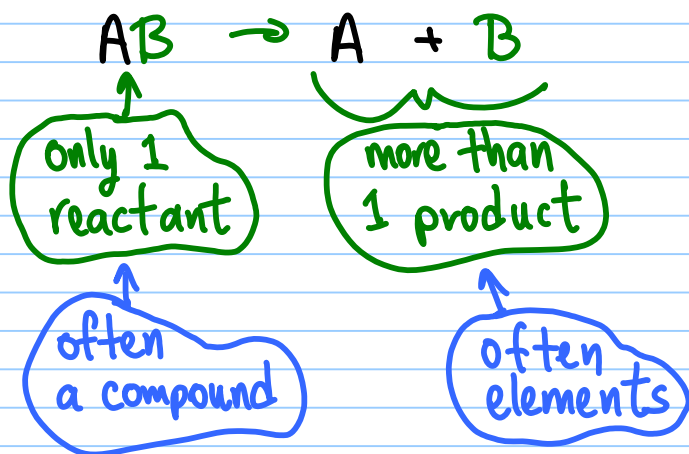 AB → A + B
only 1
reactant
more than
1 product
often
a compound
often
elements